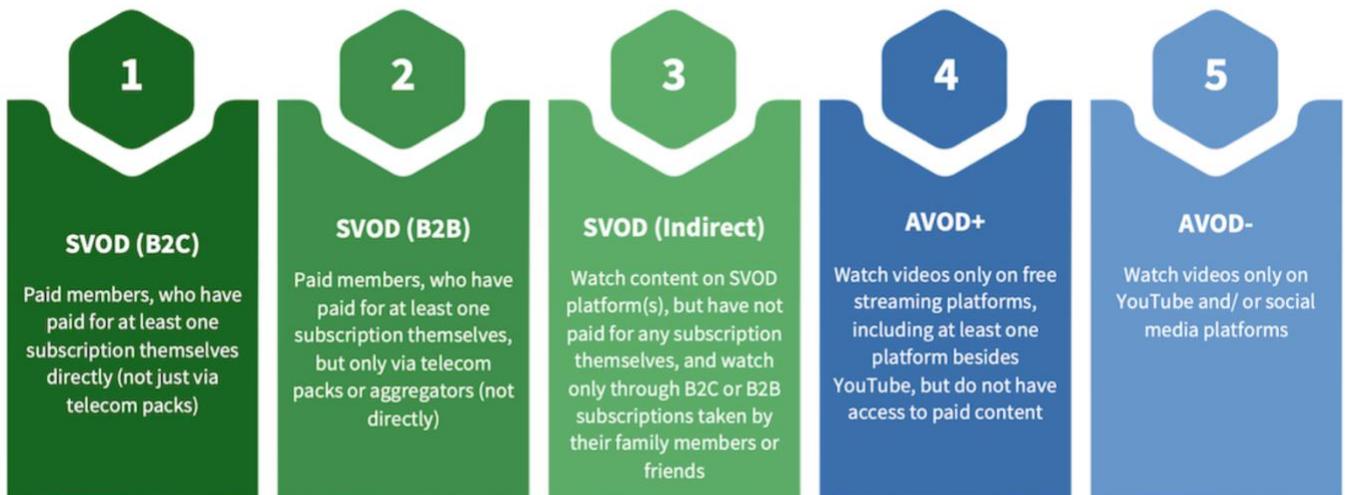 1
SVOD (B2C)
Paid members, who have
paid for at least one
subscription themselves
directly (not just via
telecom packs)
2
SVOD (B2B)
Paid members, who have
paid for at least one
subscription themselves,
but only via telecom
packs or aggregators (not
directly)
3
SVOD (Indirect)
Watch content on SVOD
platform(s), but have not
paid for any subscription
themselves, and watch
only through B2C or B2B
subscriptions taken by
their family members or
friends
4
AVOD+
Watch videos only on free
streaming platforms,
including at least one
platform besides
YouTube, but do not have
access to paid content
5
AVOD-
Watch videos only on
YouTube and/ or social
media platforms